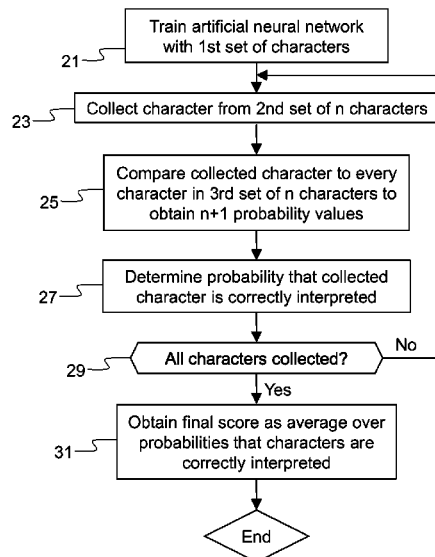 Train artificial neural network
with 1st set of characters
21
Collect character from 2nd set of n characters
23
Compare collected character to every
character in 3rd set of n characters to
obtain n+1 probability values
25
Determine probability that collected
character is correctly interpreted
27
All characters collected?
No
29
Yes
Obtain final score as average over
probabilities that characters are
correctly interpreted
31
End